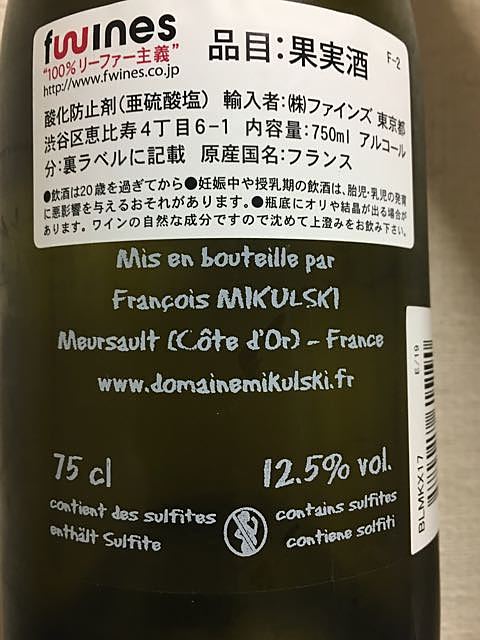 fwines
"100%リーファー主義"
http://www.fwines.co.jp
品目：果実酒
F-2
酸化防止剤（亜硫酸塩） 輸入者：㈱ファインズ 東京都
渋谷区恵比寿４丁目6－1 内容量：750ml アルコール
分：裏ラベルに記載 原産国名：フランス
●飲酒は20歳を過ぎてから●妊娠中や授乳期の飲酒は、胎児・乳児の発育
に悪影響を与えるおそれがあります。●瓶底にオリや結晶が出る場合が
あります。ワインの自然な成分ですので沈めて上澄みをお飲み下さい。
Mis en bouteille par
François MIKULSKI
Meursault (Côte d'Or) - France
www.domainemikulski.fr
75 cl
12.5% vol.
contient des sulfites
enthält Sulfite
contains sulfites
contiene solfiti
E/19
BLMKX17